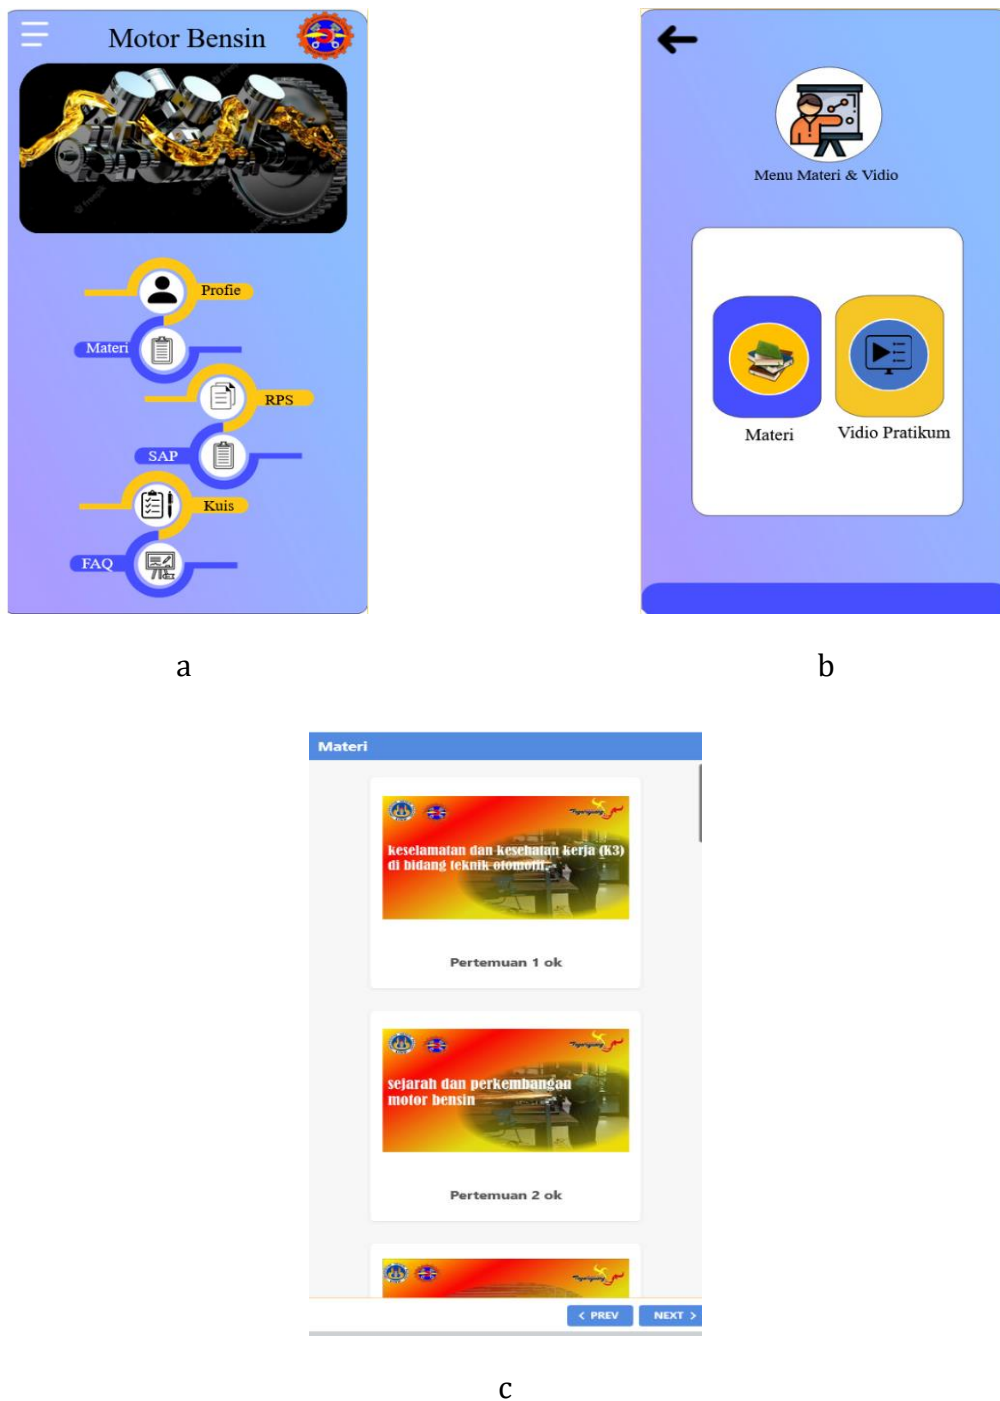 Motor Bensin
Profie
Materi
RPS
SAP
Kuis
FAQ
a
Menu Materi & Vidio
Materi
Vidio Pratikum
b
Materi
keselamatan dan kesehatan kerja (K3)
di bidang teknik otomotif
Pertemuan 1 ok
sejarah dan perkembangan
motor bensin
Pertemuan 2 ok
< PREV
NEXT >
c